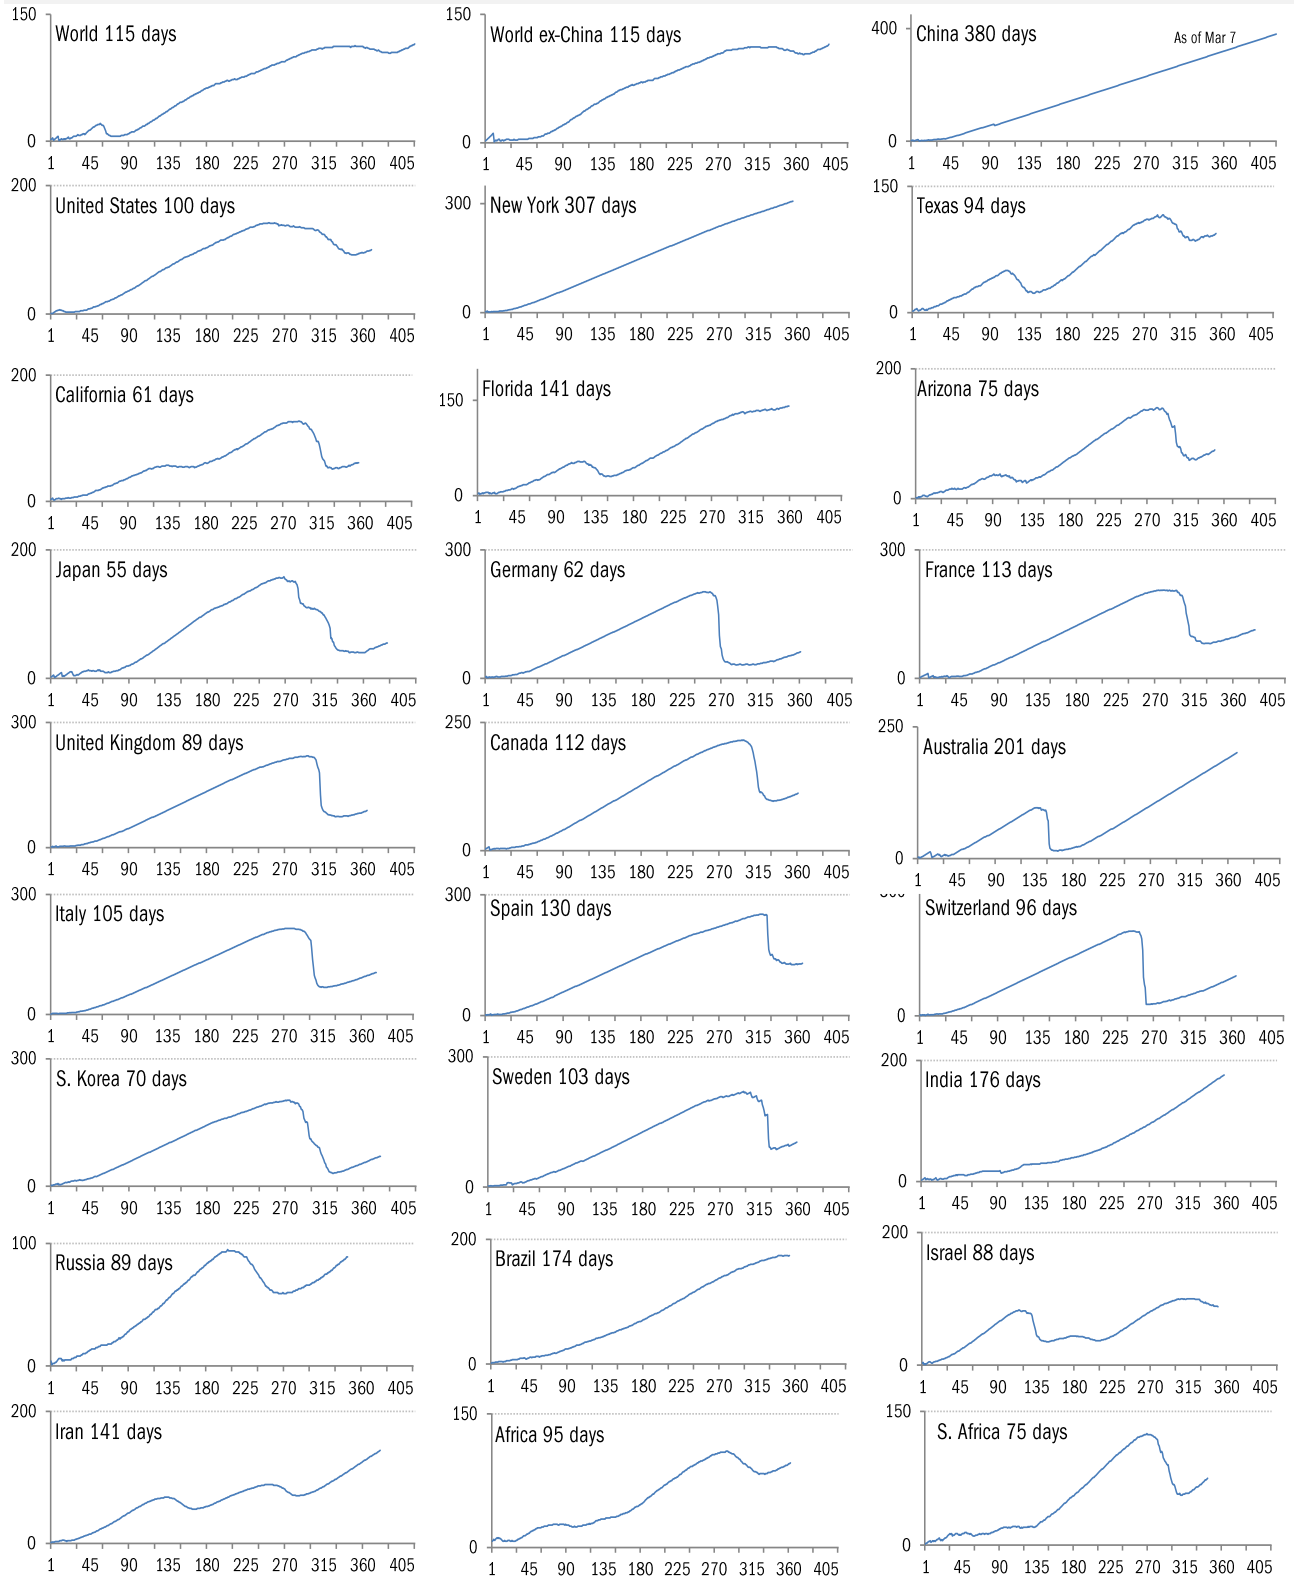 150
World 115 days
0
1 45 90 135 180 225 270 315 360 405
150
World ex-China 115 days
0
1 45 90 135 180 225 270 315 360 405
400
China 380 days
As of Mar 7
0
1 45 90 135 180 225 270 315 360 405
200
United States 100 days
0
1 45 90 135 180 225 270 315 360 405
300
New York 307 days
0
1 45 90 135 180 225 270 315 360 405
150
Texas 94 days
0
1 45 90 135 180 225 270 315 360 405
200
California 61 days
0
1 45 90 135 180 225 270 315 360 405
150
Florida 141 days
0
1 45 90 135 180 225 270 315 360 405
200
Arizona 75 days
0
1 45 90 135 180 225 270 315 360 405
200
Japan 55 days
0
1 45 90 135 180 225 270 315 360 405
300
Germany 62 days
0
1 45 90 135 180 225 270 315 360 405
300
France 113 days
0
1 45 90 135 180 225 270 315 360 405
300
United Kingdom 89 days
0
1 45 90 135 180 225 270 315 360 405
250
Canada 112 days
0
1 45 90 135 180 225 270 315 360 405
250
Australia 201 days
0
1 45 90 135 180 225 270 315 360 405
300
Italy 105 days
0
1 45 90 135 180 225 270 315 360 405
300
Spain 130 days
0
1 45 90 135 180 225 270 315 360 405
Switzerland 96 days
0
1 45 90 135 180 225 270 315 360 405
300
S. Korea 70 days
0
1 45 90 135 180 225 270 315 360 405
300
Sweden 103 days
0
1 45 90 135 180 225 270 315 360 405
200
India 176 days
0
1 45 90 135 180 225 270 315 360 405
100
Russia 89 days
0
1 45 90 135 180 225 270 315 360 405
200
Brazil 174 days
0
1 45 90 135 180 225 270 315 360 405
200
Israel 88 days
0
1 45 90 135 180 225 270 315 360 405
200
Iran 141 days
0
1 45 90 135 180 225 270 315 360 405
150
Africa 95 days
0
1 45 90 135 180 225 270 315 360 405
150
S. Africa 75 days
0
1 45 90 135 180 225 270 315 360 405